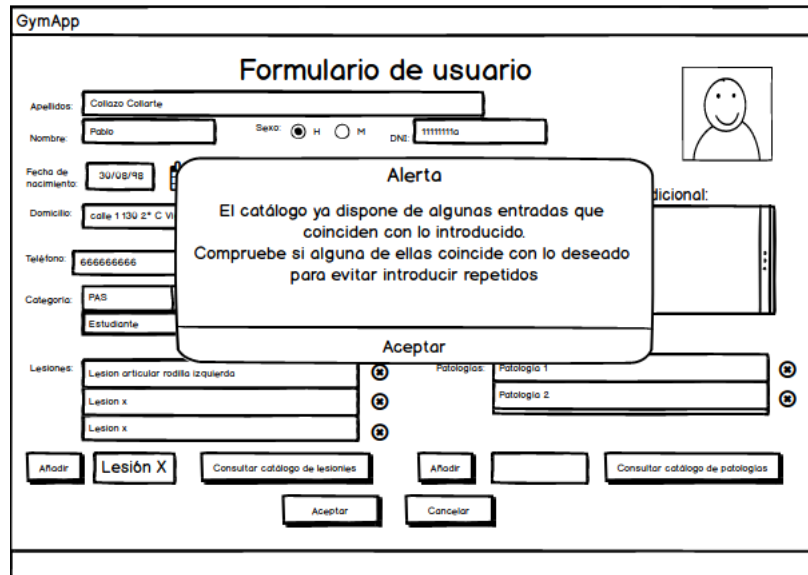 GymApp
Formulario de usuario
Apellidos: Collazo Collarte
Nombre: Pablo Sexo: H M DNI: 11111111a
Fecha de
nacimiento: 30/08/98
Domicilio: calle 1 130 2º C Vi
dicional:
Teléfono: 666666666
Categoria: PAS
Estudiante
Alerta
El catálogo ya dispone de algunas entradas que
coinciden con lo introducido.
Compruebe si alguna de ellas coincide con lo deseado
para evitar introducir repetidos
Aceptar
Lesiones: Lesion articular rodilla izquierda
Lesion x
Lesion x
Patologias: Patologia 1
Patologia 2
Añadir Lesión X Consultar catálogo de lesionies Añadir Consultar catálogo de patologias
Aceptar Cancelar